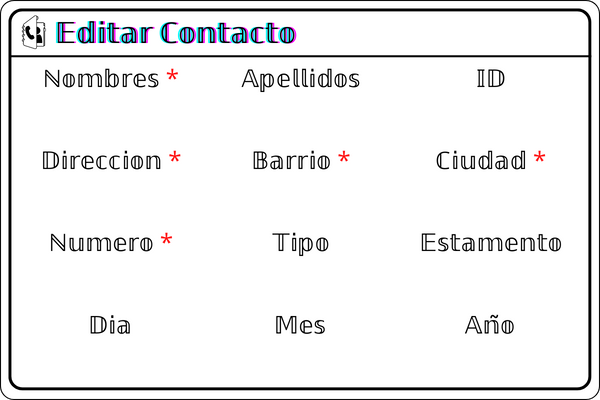 Editar Contacto
Nombres * Apellidos ID
Direccion * Barrio * Ciudad *
Numero * Tipo Estamento
Dia Mes Año